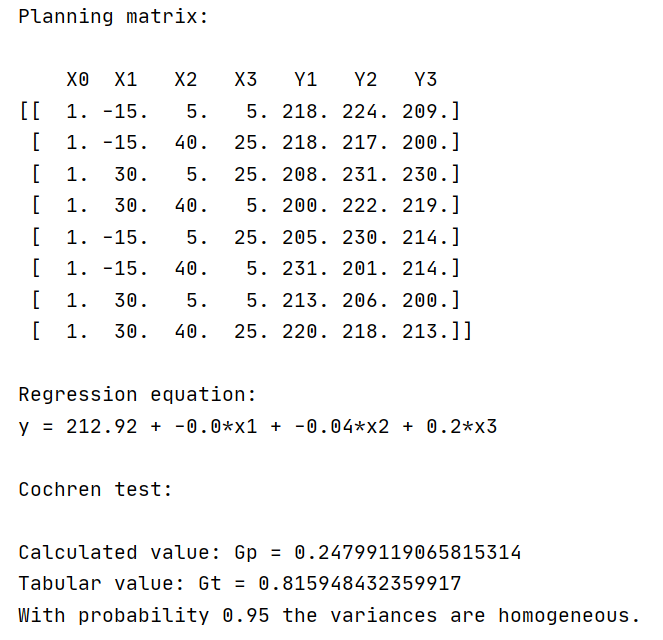 Planning matrix:
X0 X1 X2 X3 Y1 Y2 Y3
[[ 1. -15. 5. 5. 218. 224. 209.]
[ 1. -15. 40. 25. 218. 217. 200.]
[ 1. 30. 5. 25. 208. 231. 230.]
[ 1. 30. 40. 5. 200. 222. 219.]
[ 1. -15. 5. 25. 205. 230. 214.]
[ 1. -15. 40. 5. 231. 201. 214.]
[ 1. 30. 5. 5. 213. 206. 200.]
[ 1. 30. 40. 25. 220. 218. 213.]]
Regression equation:
y = 212.92 + -0.0*x1 + -0.04*x2 + 0.2*x3
Cochren test:
Calculated value: Gp = 0.24799119065815314
Tabular value: Gt = 0.815948432359917
With probability 0.95 the variances are homogeneous.